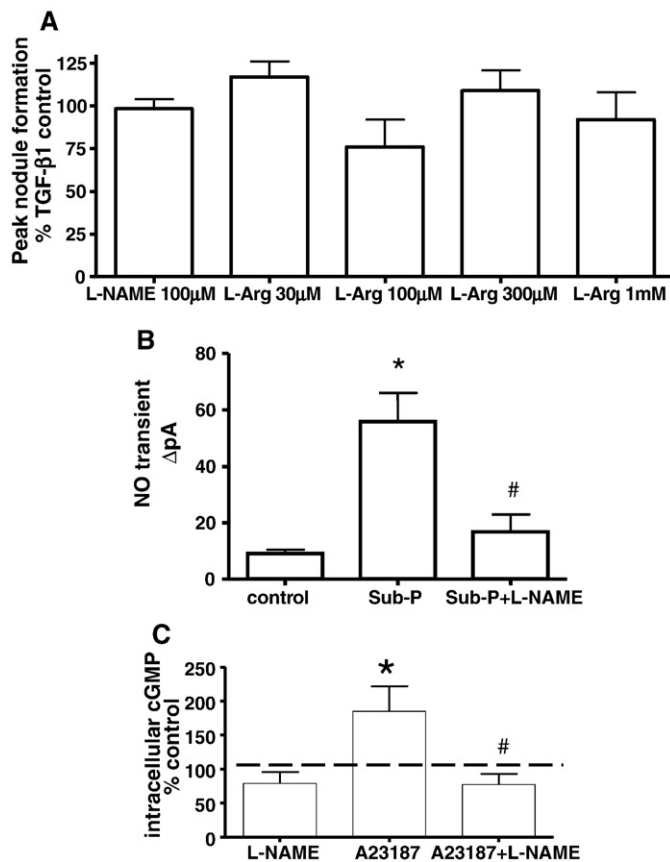 A
Peak nodule formation
% TGF-β1 control
125
100
75
50
25
0
L-NAME 100μM L-Arg 30μM L-Arg 100μM L-Arg 300μM L-Arg 1mM
B
NO transient
ΔpA
80
60
40
20
0
*
#
control Sub-P Sub-P+L-NAME
C
intracellular cGMP
% control
250
200
150
100
50
0
*
#
L-NAME A23187 A23187+L-NAME